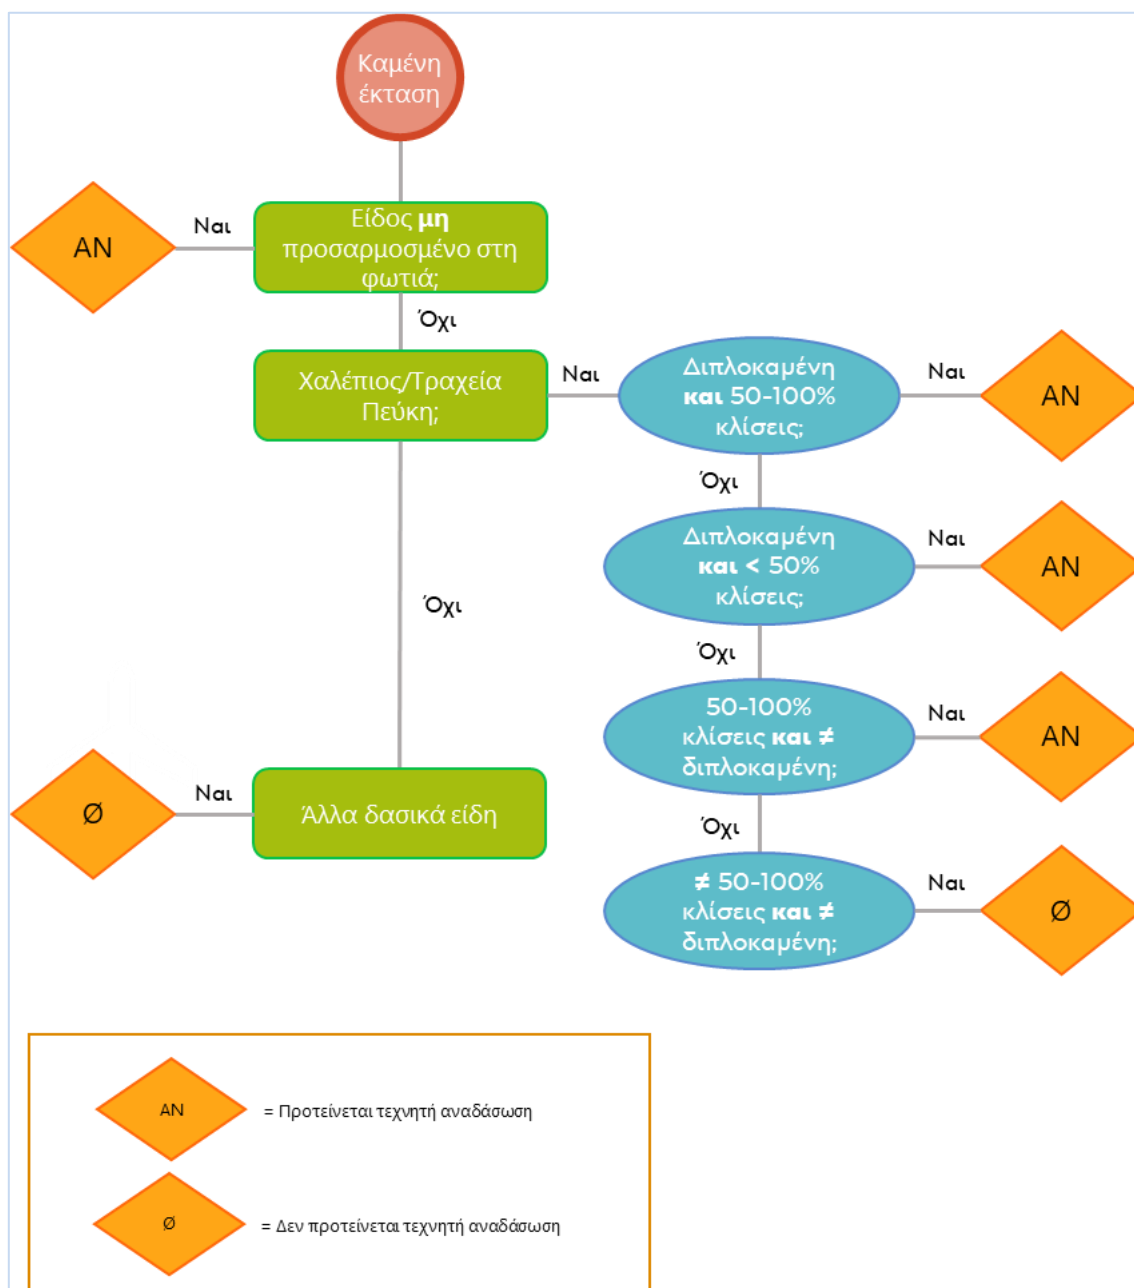 Καμένη
έκταση
Είδος μη
προσαρμοσμένο στη
φωτιά;
Ναι
ΑΝ
Όχι
Χαλέπιος/Τραχεία
Πεύκη;
Ναι
Διπλοκαμένη
και 50-100%
κλίσεις;
Ναι
ΑΝ
Όχι
Διπλοκαμένη
και < 50%
κλίσεις;
Ναι
ΑΝ
Όχι
Όχι
50-100%
κλίσεις και ≠
διπλοκαμένη;
Ναι
ΑΝ
Άλλα δασικά είδη
Ναι
Ø
Όχι
≠ 50-100%
κλίσεις και ≠
διπλοκαμένη;
Ναι
Ø
ΑΝ
= Προτείνεται τεχνητή αναδάσωση
Ø
= Δεν προτείνεται τεχνητή αναδάσωση